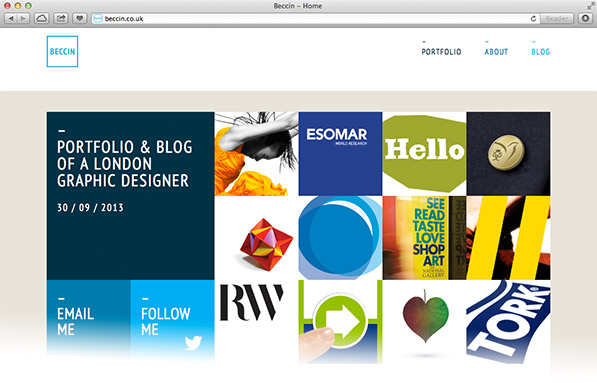 Beccin – Home
beccin.co.uk
Reader
BECCIN
PORTFOLIO
ABOUT
BLOG
PORTFOLIO & BLOG
OF A LONDON
GRAPHIC DESIGNER
30 / 09 / 2013
ESOMAR
WORLD RESEARCH
Hello
SEE
READ
TASTE
LOVE
SHOP
ART
NATIONAL
GALLERY
EMAIL
ME
FOLLOW
ME
RW
TORK